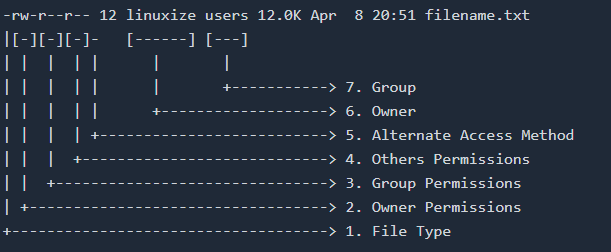 -rw-r--r-- 12 linuxize users 12.0K Apr  8 20:51 filename.txt
|[-][-][-]-   [------] [---]
| |  |  | |      |       |
| |  |  | |      |       +-----------> 7. Group
| |  |  | |      +-------------------> 6. Owner
| |  |  | +--------------------------> 5. Alternate Access Method
| |  |  +----------------------------> 4. Others Permissions
| |  +-------------------------------> 3. Group Permissions
| +----------------------------------> 2. Owner Permissions
+------------------------------------> 1. File Type